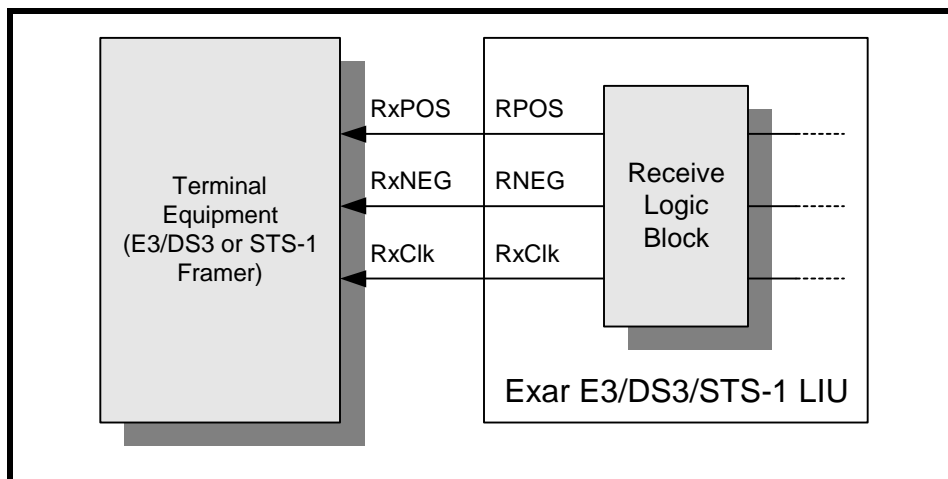 Terminal
Equipment
(E3/DS3 or STS-1
Framer)
RxPOS
RPOS
RxNEG
RNEG
RxClk
RxClk
Receive
Logic
Block
Exar E3/DS3/STS-1 LIU